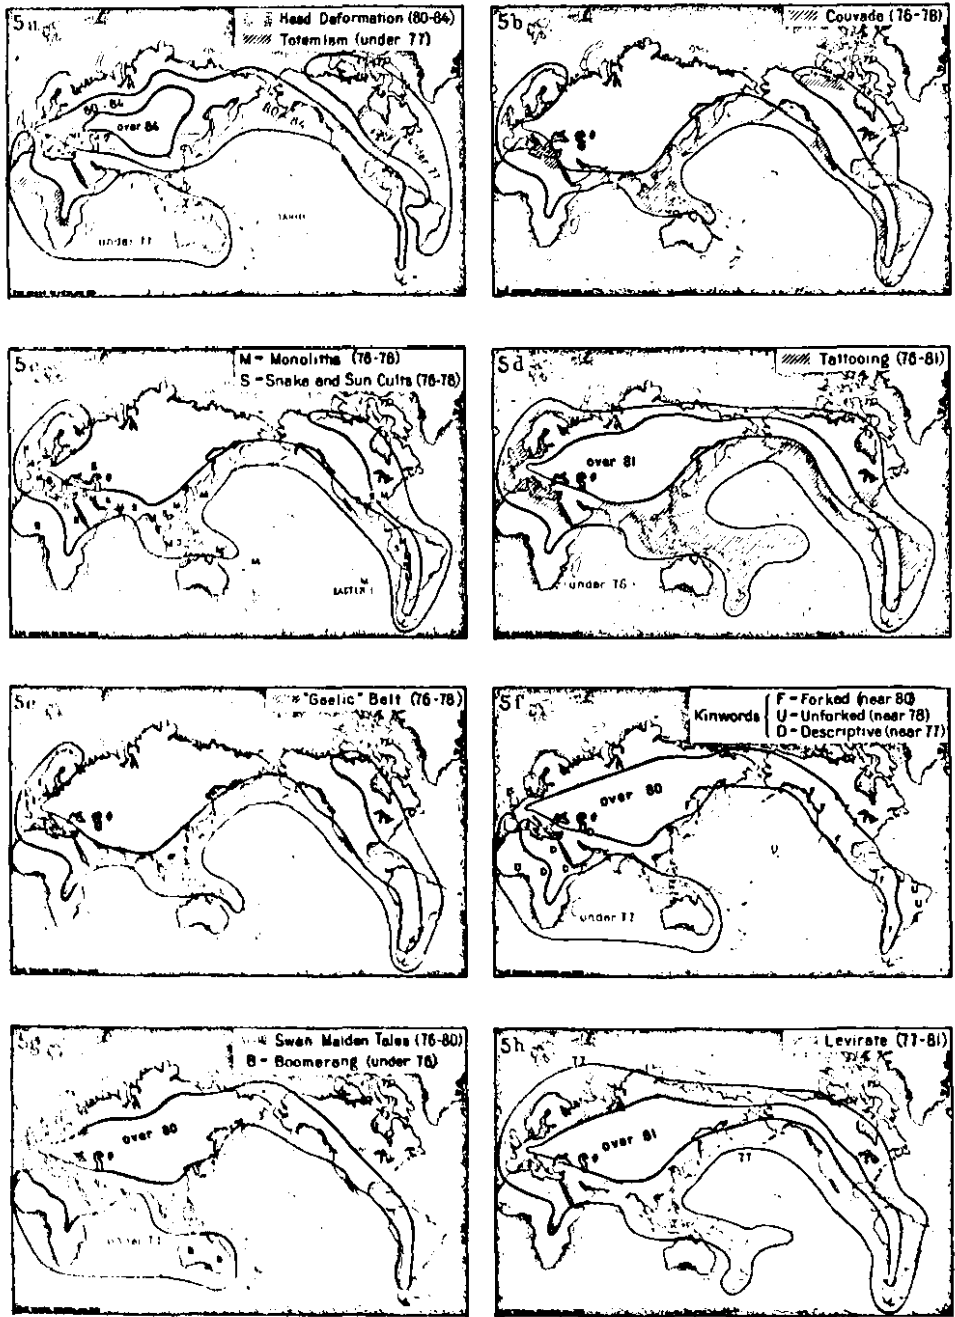 5a
Head Deformation (80-84)
Totemism (under 77)
80-84
over 84
80-84
under 77
under 77
5b
Couvade (76-78)
5c
M - Monoliths (76-78)
S - Snake and Sun Cults (76-78)
EASTER I.
5d
Tattooing (76-81)
over 81
under 76
5e
"Gaelic" Belt (76-78)
5f
Kinwords
F - Forked (near 80)
U - Unforked (near 78)
D - Descriptive (near 77)
over 80
under 77
5g
Swan Maiden Tales (76-80)
B - Boomerang (under 76)
over 80
under 77
5h
Levirate (77-81)
77
over 81
77